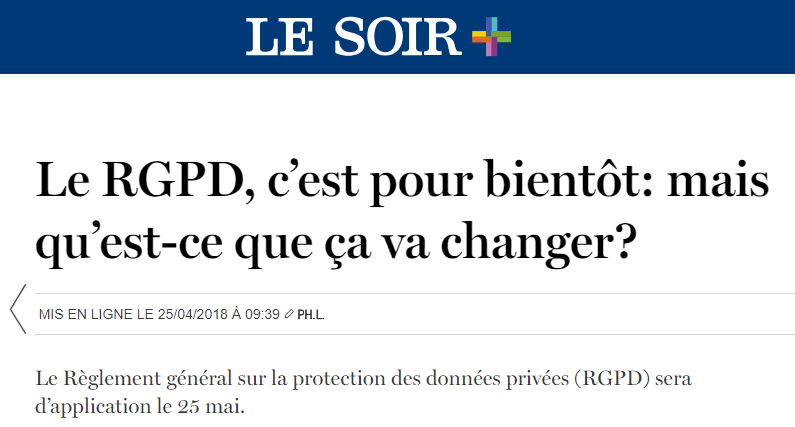 LE SOIR
Le RGPD, c’est pour bientôt: mais
qu’est-ce que ça va changer?
MIS EN LIGNE LE 25/04/2018 À 09:39 PH.L.
Le Règlement général sur la protection des données privées (RGPD) sera
d’application le 25 mai.